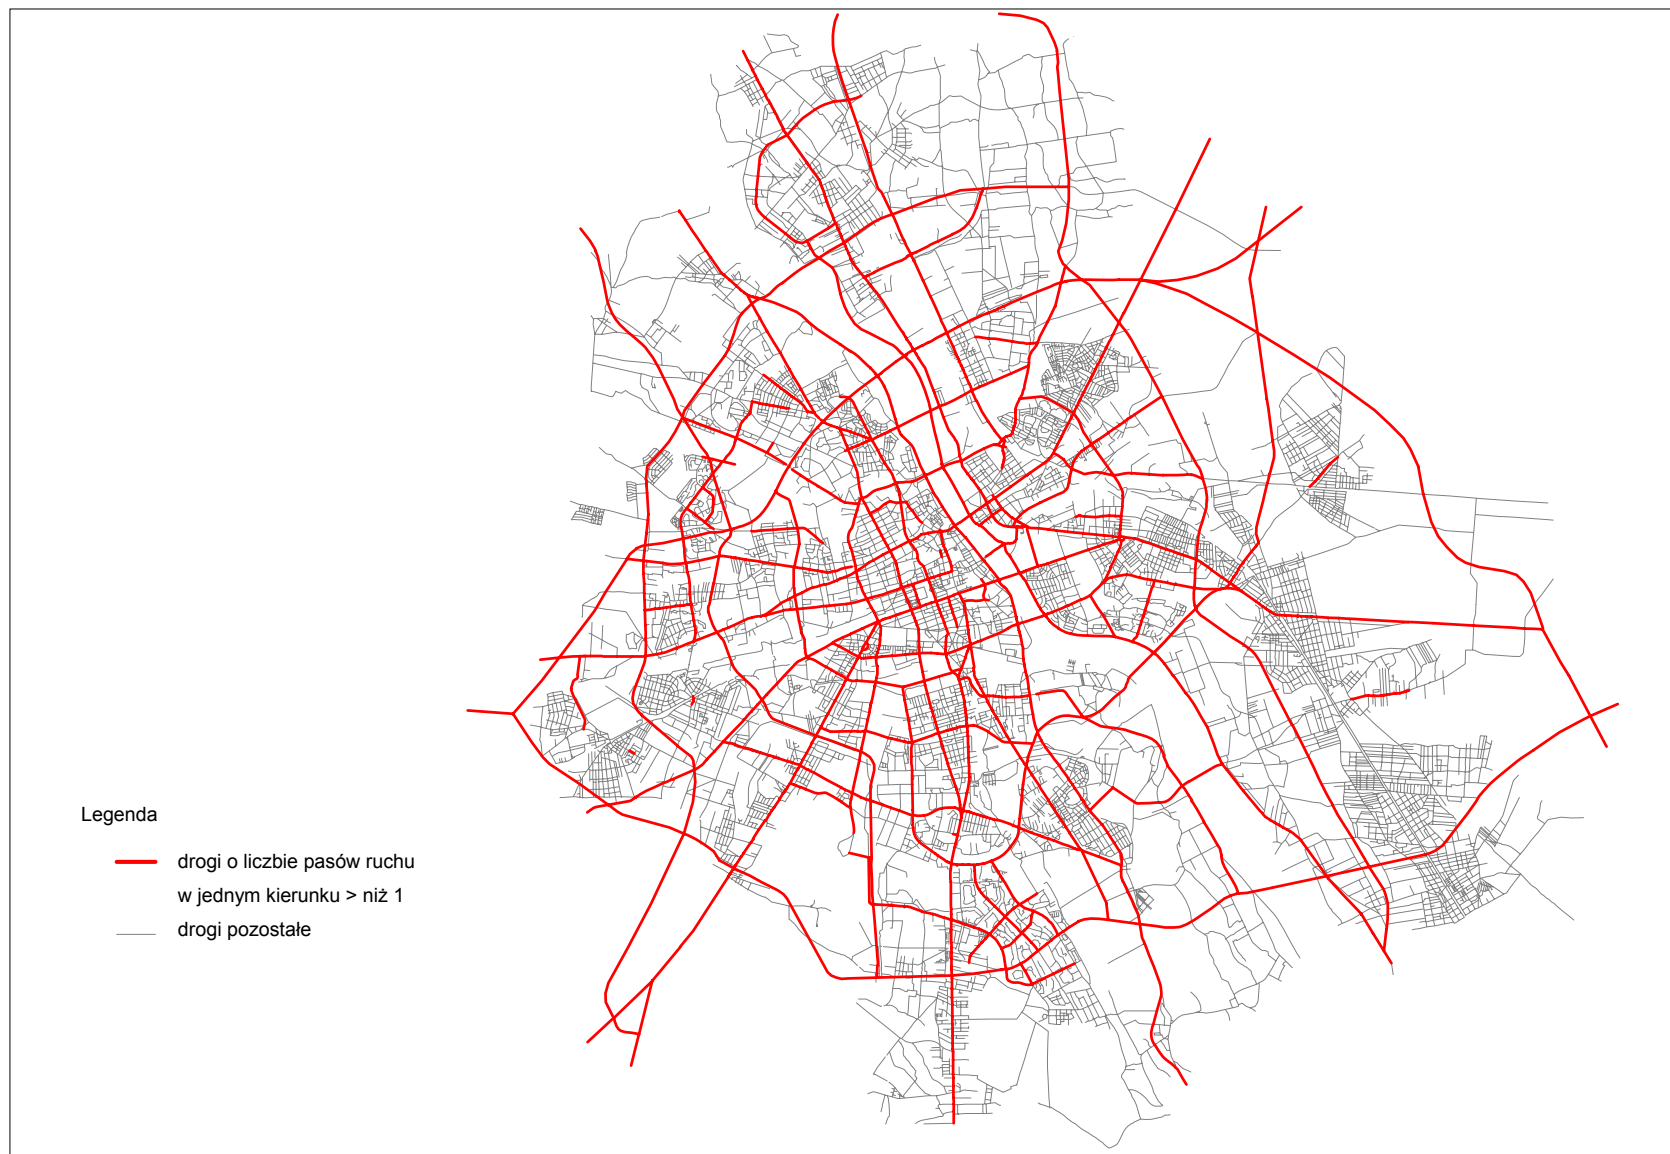 Legenda
drogi o liczbie pasów ruchu
w jednym kierunku > niż 1
drogi pozostałe